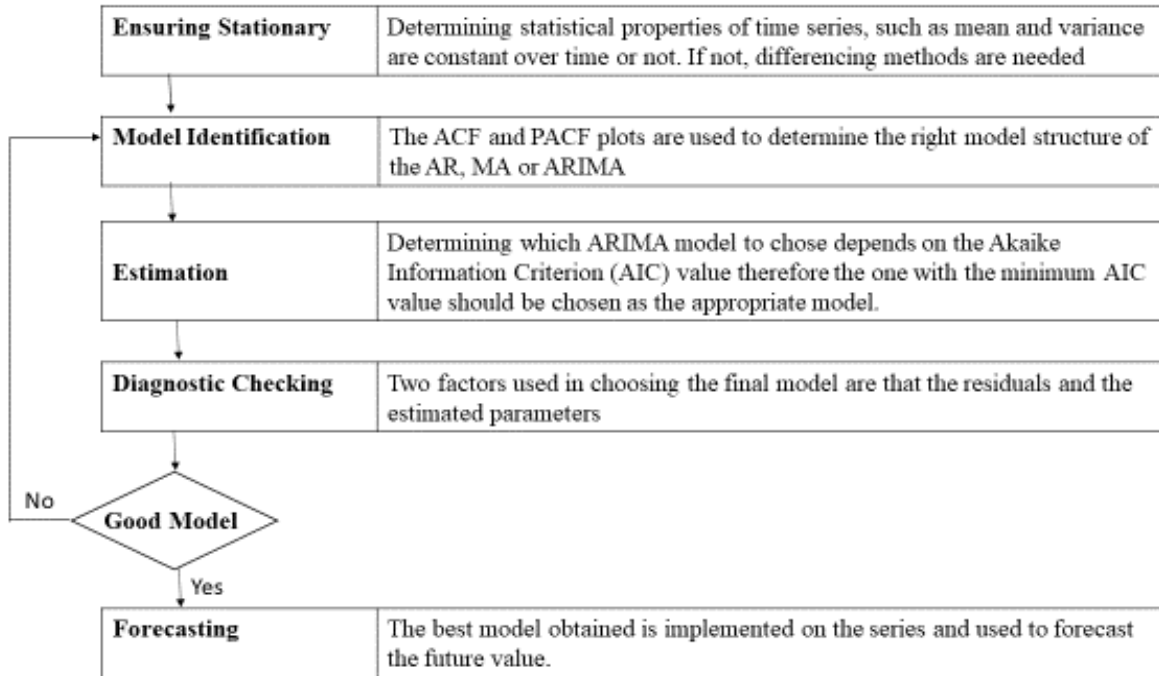 Ensuring Stationary
Determining statistical properties of time series, such as mean and variance
are constant over time or not. If not, differencing methods are needed
Model Identification
The ACF and PACF plots are used to determine the right model structure of
the AR, MA or ARIMA
Estimation
Determining which ARIMA model to chose depends on the Akaike
Information Criterion (AIC) value therefore the one with the minimum AIC
value should be chosen as the appropriate model.
Diagnostic Checking
Two factors used in choosing the final model are that the residuals and the
estimated parameters
No
Good Model
Yes
Forecasting
The best model obtained is implemented on the series and used to forecast
the future value.